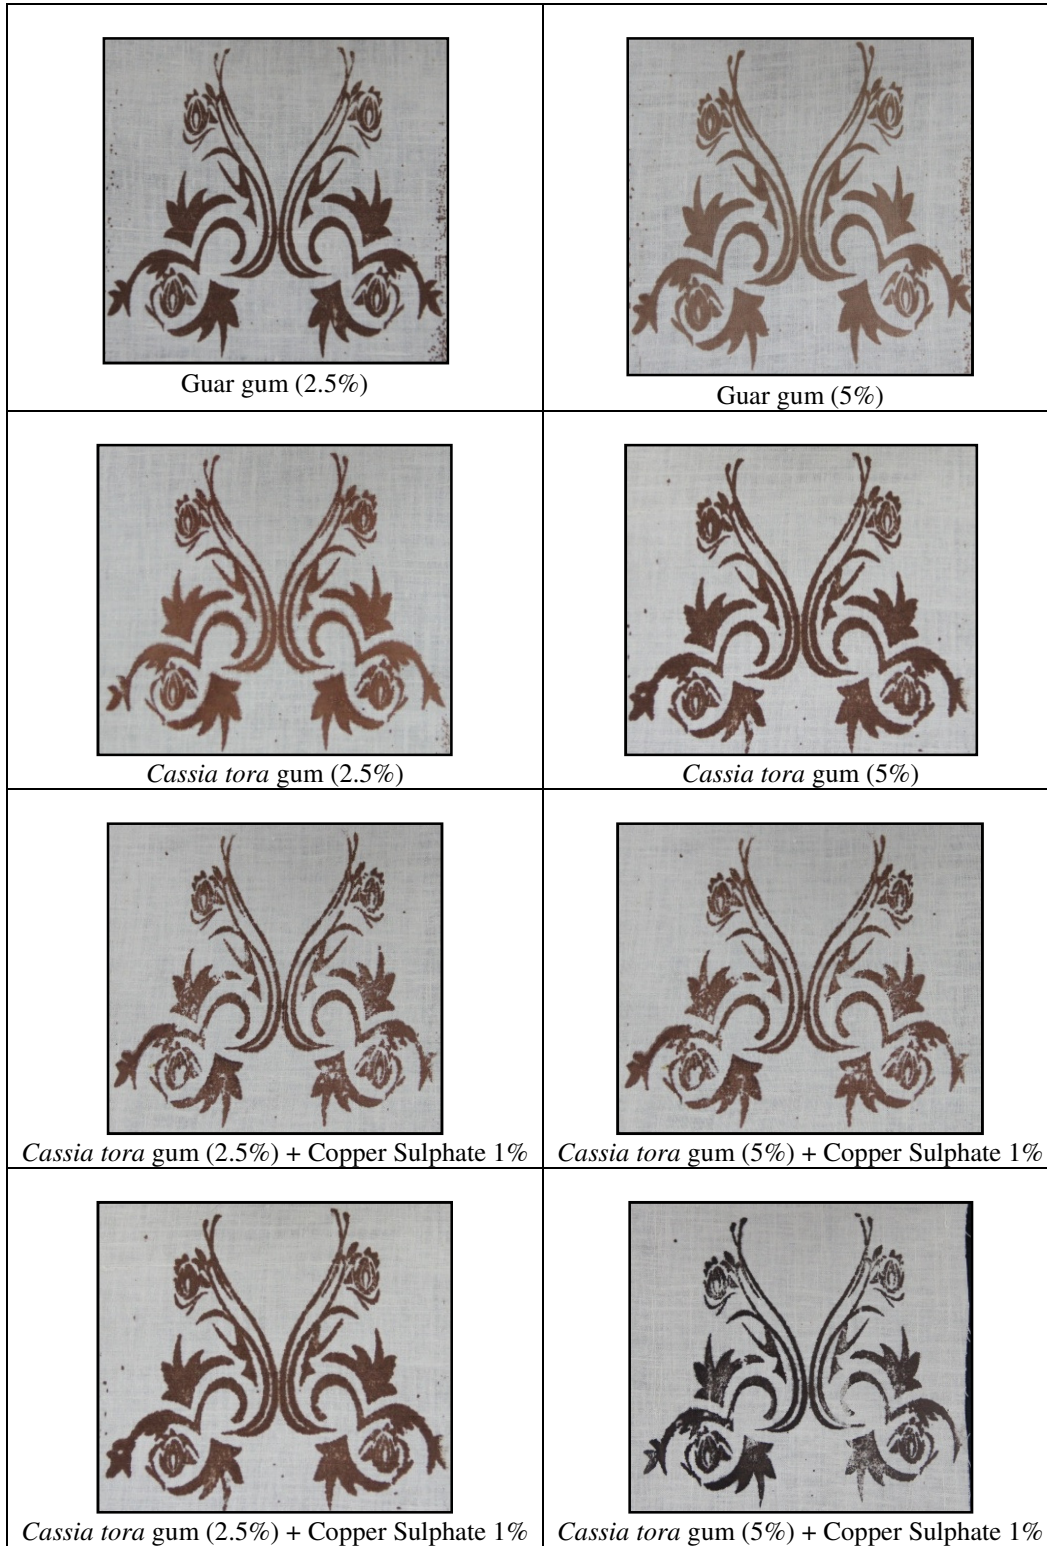 Guar gum (2.5%)
Guar gum (5%)
Cassia tora gum (2.5%)
Cassia tora gum (5%)
Cassia tora gum (2.5%) + Copper Sulphate 1%
Cassia tora gum (5%) + Copper Sulphate 1%
Cassia tora gum (2.5%) + Copper Sulphate 1%
Cassia tora gum (5%) + Copper Sulphate 1%